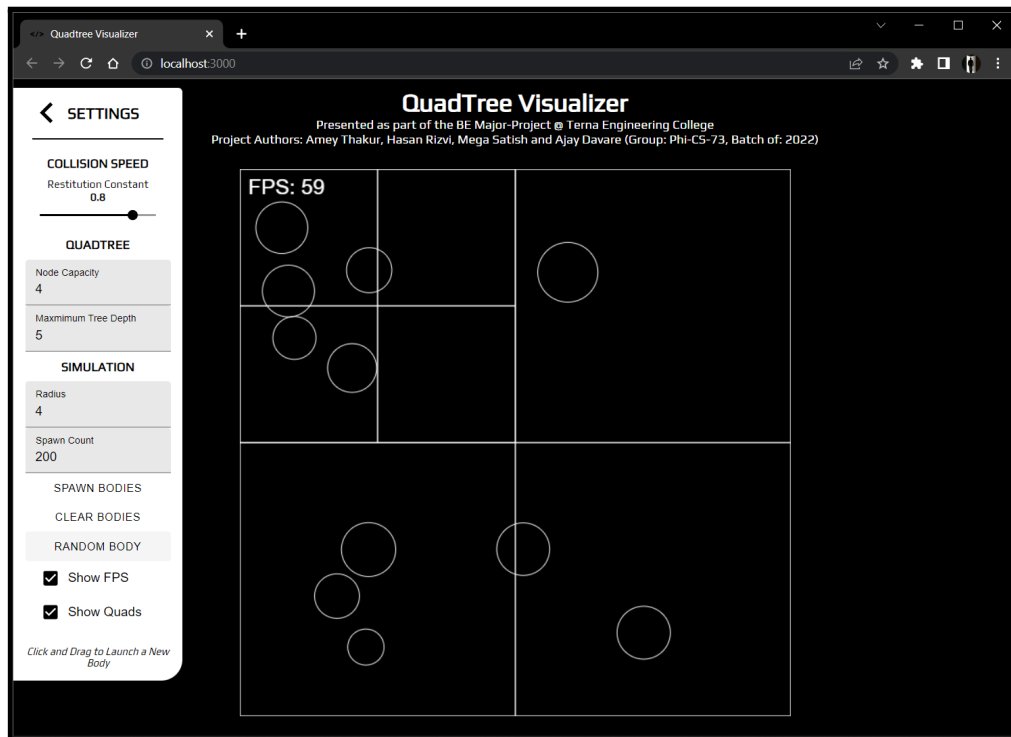 </> Quadtree Visualizer
localhost:3000
SETTINGS
COLLISION SPEED
Restitution Constant
0.8
QUADTREE
Node Capacity
4
Maxmimum Tree Depth
5
SIMULATION
Radius
4
Spawn Count
200
SPAWN BODIES
CLEAR BODIES
RANDOM BODY
Show FPS
Show Quads
Click and Drag to Launch a New
Body
QuadTree Visualizer
Presented as part of the BE Major-Project @ Terna Engineering College
Project Authors: Amey Thakur, Hasan Rizvi, Mega Satish and Ajay Davare (Group: Phi-CS-73, Batch of: 2022)
FPS: 59